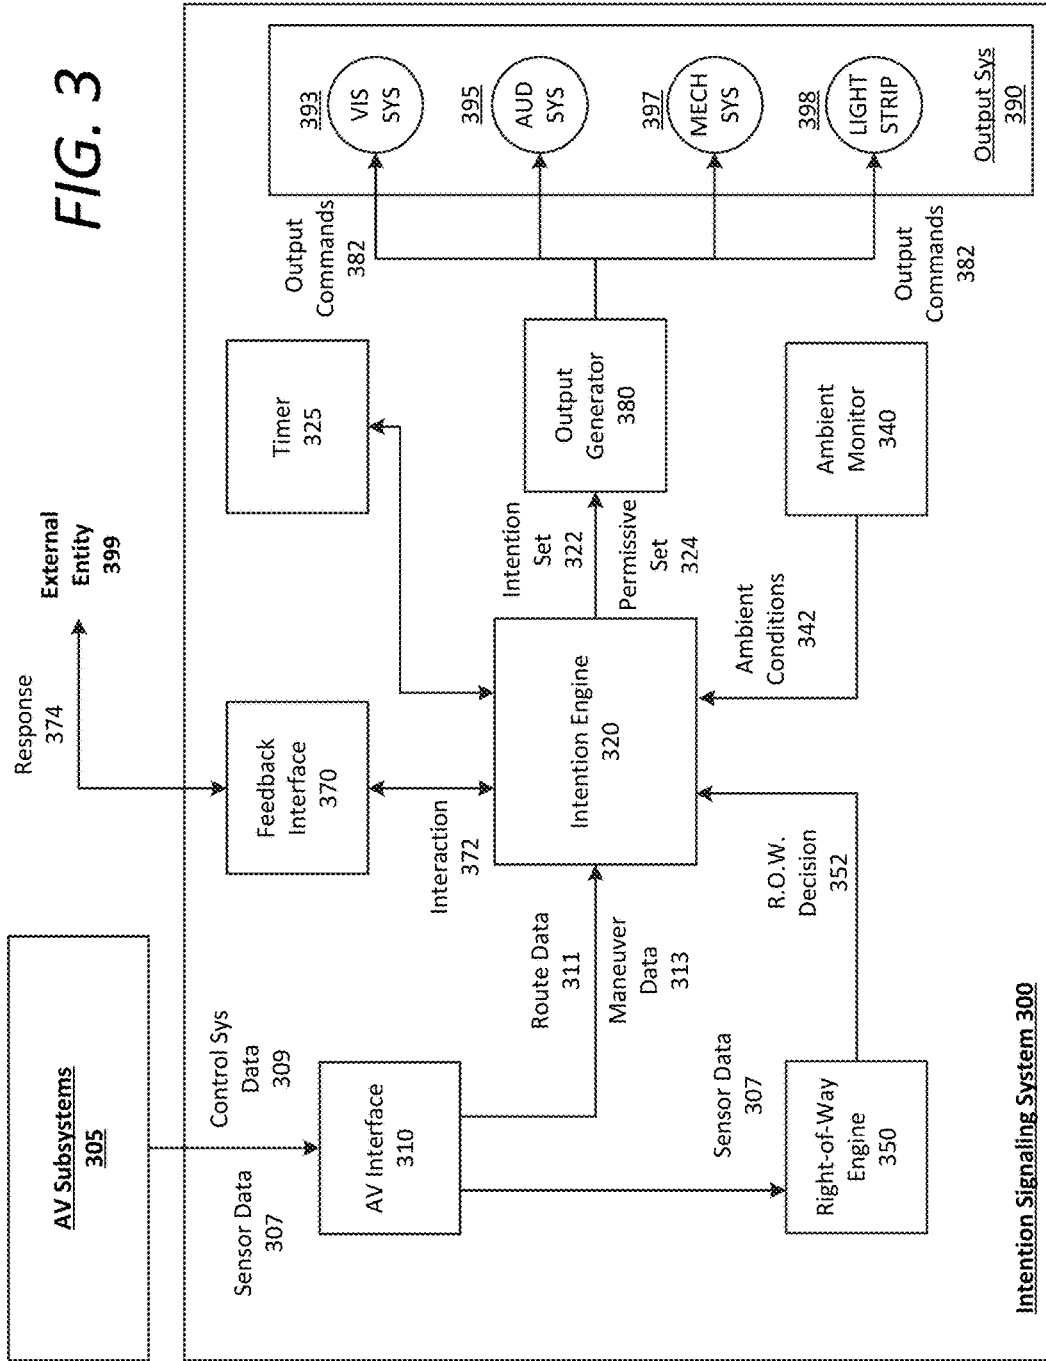 FIG. 3
AV Subsystems
305
Response
374
External
Entity
399
Sensor Data
307
Control Sys
Data
309
AV Interface
310
Feedback
Interface
370
Timer
325
Interaction
372
Route Data
311
Maneuver
Data
313
Intention Engine
320
Intention
Set
322
Permissive
Set
324
Output
Generator
380
Output
Commands
382
Output
Commands
382
393
VIS
SYS
395
AUD
SYS
397
MECH
SYS
398
LIGHT
STRIP
Output Sys
390
Sensor Data
307
Right-of-Way
Engine
350
R.O.W.
Decision
352
Ambient
Conditions
342
Ambient
Monitor
340
Intention Signaling System 300